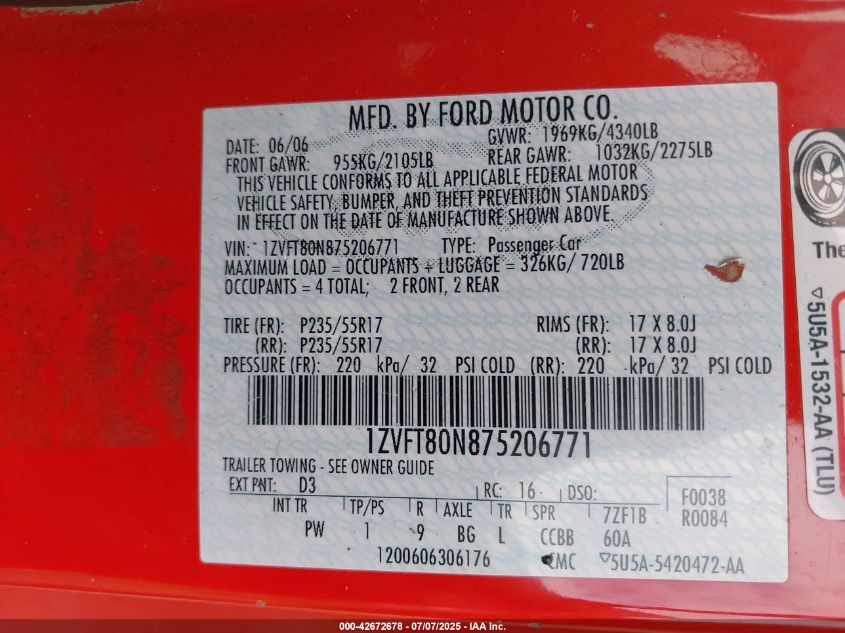 MFD. BY FORD MOTOR CO.
DATE: 06/06 GVWR: 1969KG/4340LB
FRONT GAWR: 955KG/2105LB REAR GAWR: 1032KG/2275LB
THIS VEHICLE CONFORMS TO ALL APPLICABLE FEDERAL MOTOR
VEHICLE SAFETY, BUMPER, AND THEFT PREVENTION STANDARDS
IN EFFECT ON THE DATE OF MANUFACTURE SHOWN ABOVE.
VIN: 1ZVFT80N875206771 TYPE: Passenger Car
MAXIMUM LOAD = OCCUPANTS + LUGGAGE = 326KG/ 720LB
OCCUPANTS = 4 TOTAL; 2 FRONT, 2 REAR
TIRE (FR): P235/55R17 RIMS (FR): 17 X 8.0J
(RR): P235/55R17 (RR): 17 X 8.0J
PRESSURE (FR): 220 kPa/ 32 PSI COLD (RR): 220 kPa/ 32 PSI COLD
1ZVFT80N875206771
TRAILER TOWING - SEE OWNER GUIDE
EXT PNT: D3 RC: 16 DSO: F0038
INT TR TP/PS R AXLE TR SPR 7ZF1B R0084
PW 1 9 BG L CCBB 60A
1200606306176 CMC ▽5U5A-5420472-AA
The
▽5U5A-1532-AA (TLU)
000-42672678 - 07/07/2025 - IAA Inc.